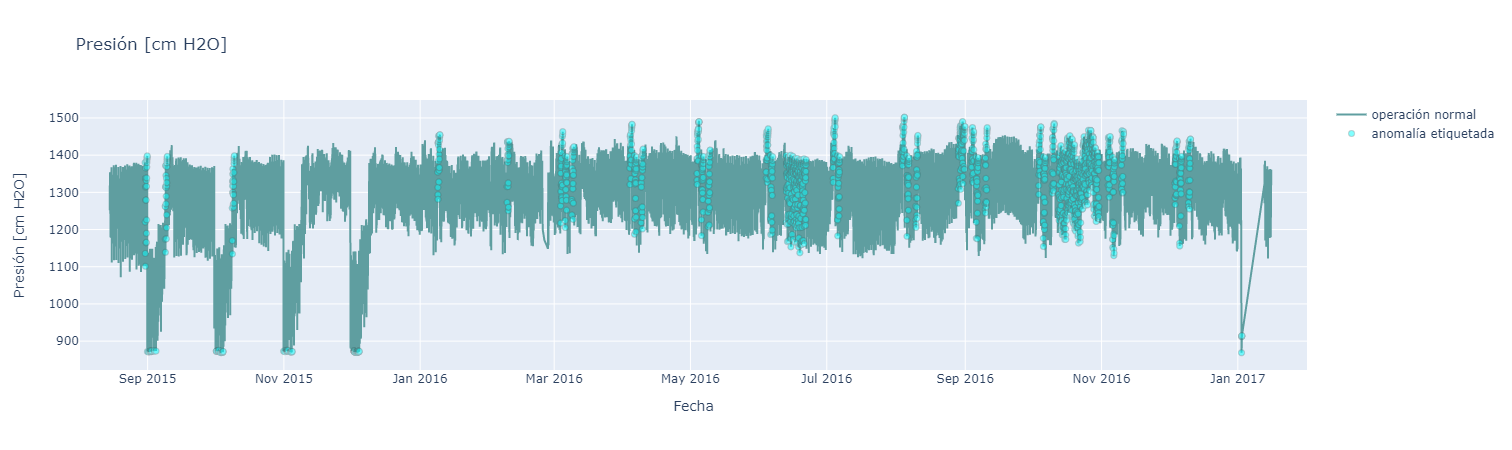 Presión [cm H2O]
operación normal
anomalía etiquetada
Presión [cm H2O]
1500
1400
1300
1200
1100
1000
900
Sep 2015 Nov 2015 Jan 2016 Mar 2016 May 2016 Jul 2016 Sep 2016 Nov 2016 Jan 2017
Fecha